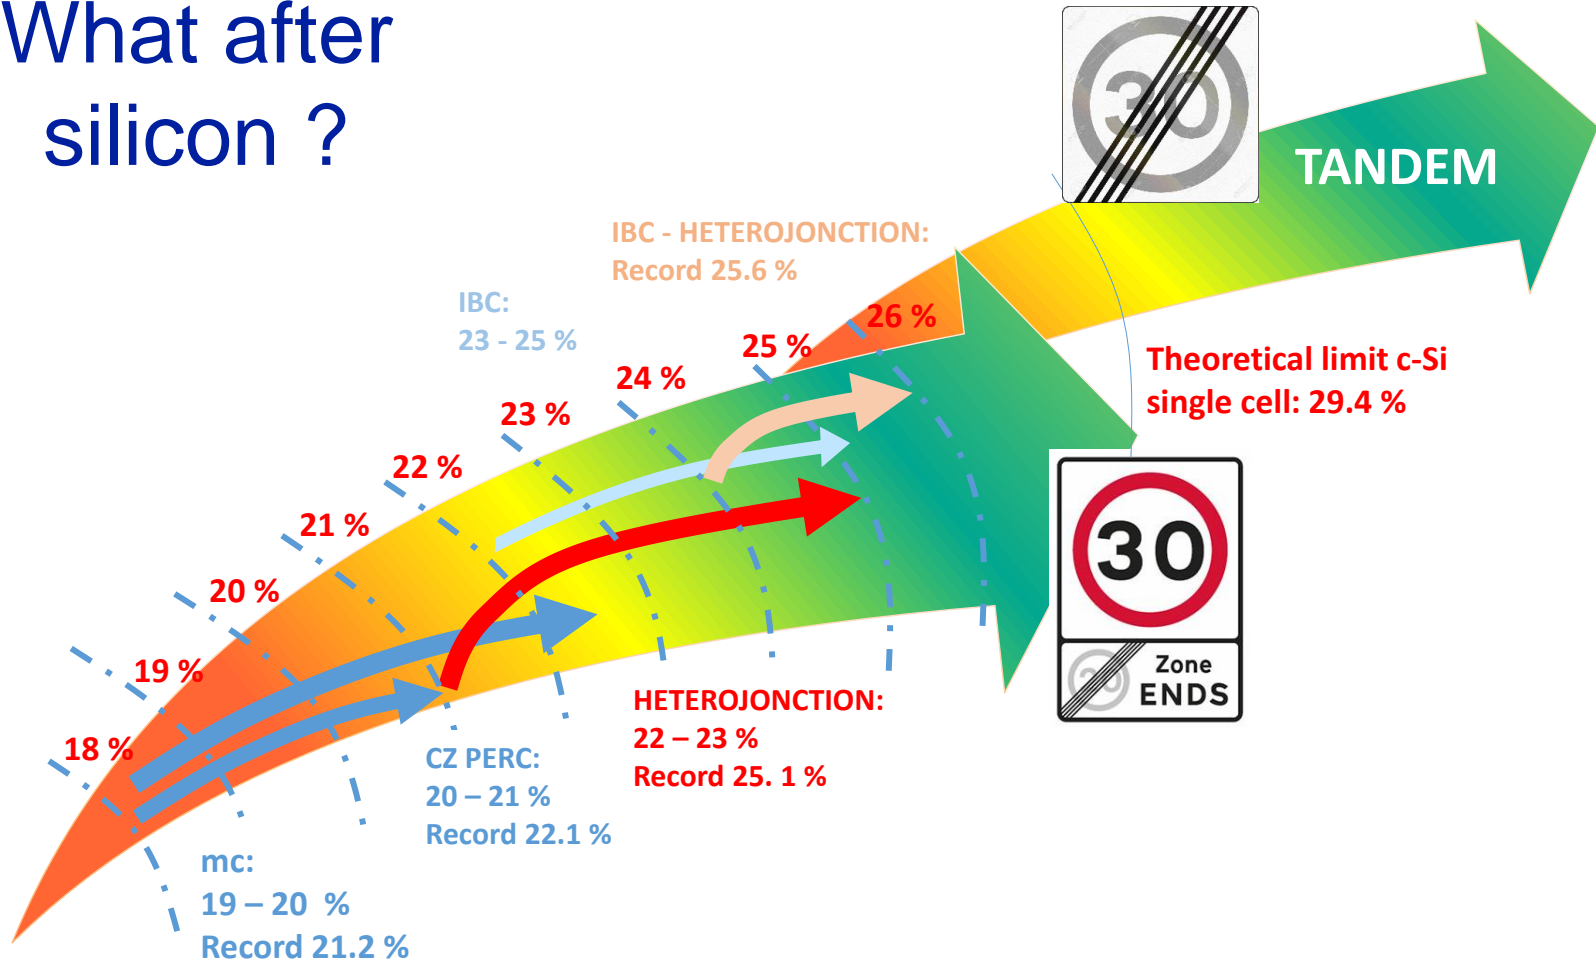 What after
silicon ?
30
TANDEM
IBC - HETEROJONCTION:
Record 25.6 %
IBC:
23 - 25 %
26 %
25 %
24 %
23 %
22 %
21 %
20 %
19 %
18 %
Theoretical limit c-Si
single cell: 29.4 %
30
Zone
ENDS
HETEROJONCTION:
22 – 23 %
Record 25. 1 %
CZ PERC:
20 – 21 %
Record 22.1 %
mc:
19 – 20 %
Record 21.2 %